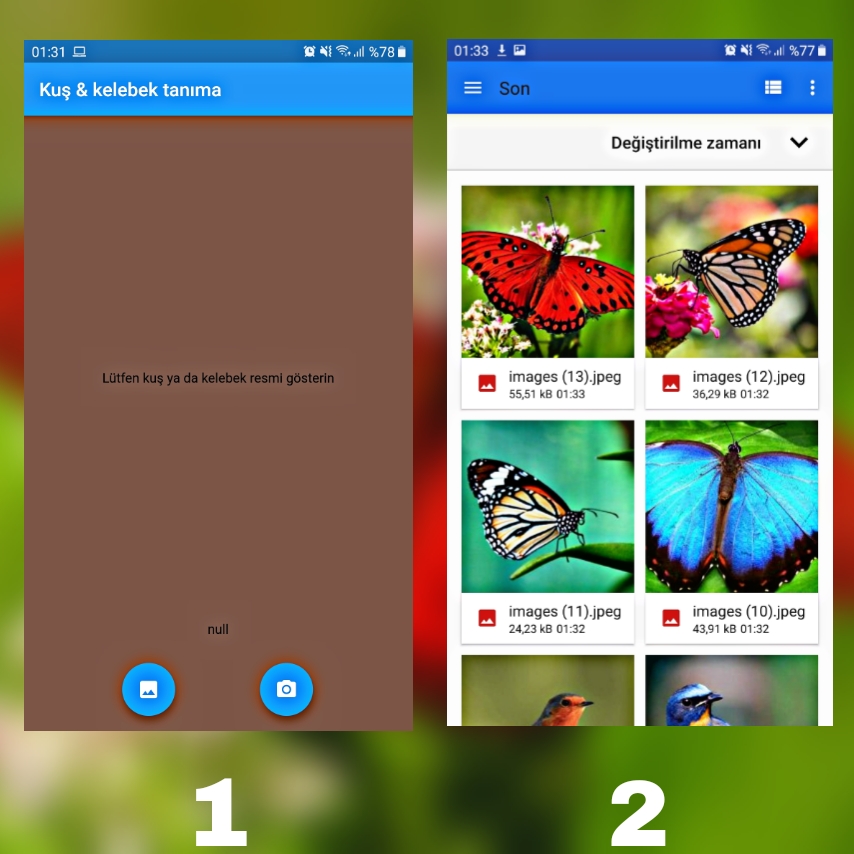 01:31 %78
Kuş & kelebek tanıma
Lütfen kuş ya da kelebek resmi gösterin
null
1
01:33 %77
Son
Değiştirilme zamanı
images (13).jpeg
55,51 kB 01:33
images (12).jpeg
36,29 kB 01:32
images (11).jpeg
24,23 kB 01:32
images (10).jpeg
43,91 kB 01:32
2